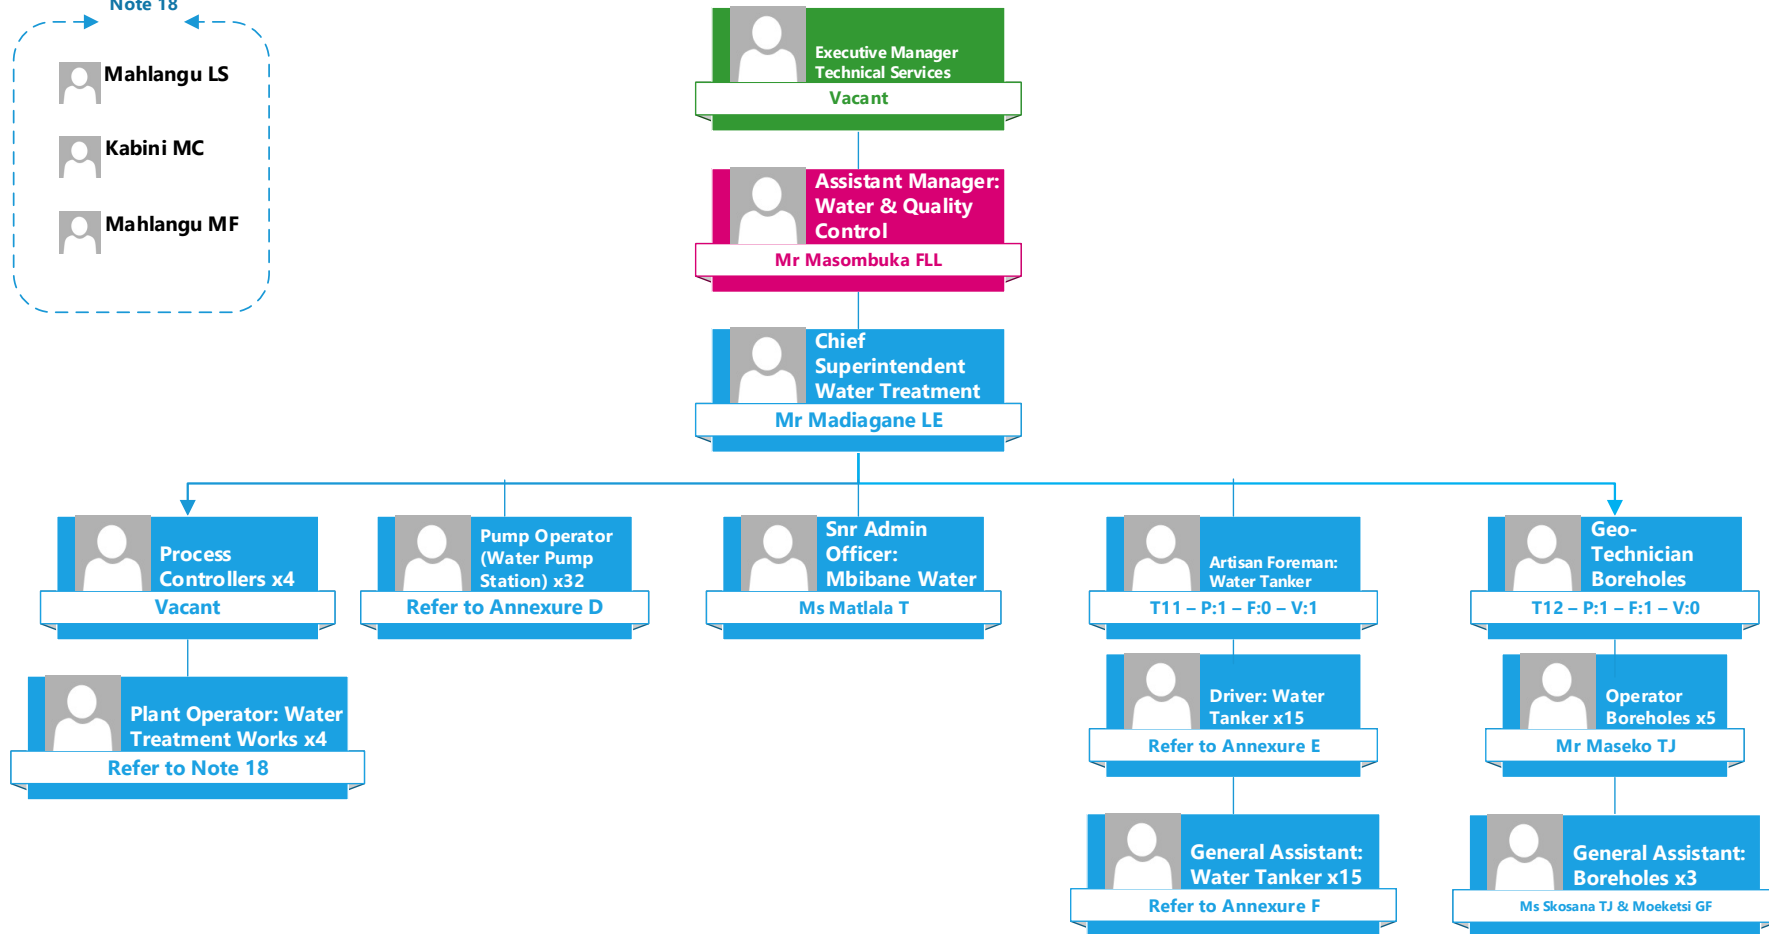 Note 18
Mahlangu LS
Kabini MC
Mahlangu MF
Executive Manager
Technical Services
Vacant
Assistant Manager:
Water & Quality
Control
Mr Masombuka FLL
Chief
Superintendent
Water Treatment
Mr Madiagane LE
Process
Controllers x4
Vacant
Pump Operator
(Water Pump
Station) x32
Refer to Annexure D
Snr Admin
Officer:
Mbibane Water
Ms Matlala T
Artisan Foreman:
Water Tanker
T11 – P:1 – F:0 – V:1
Geo-
Technician
Boreholes
T12 – P:1 – F:1 – V:0
Plant Operator: Water
Treatment Works x4
Refer to Note 18
Driver: Water
Tanker x15
Refer to Annexure E
Operator
Boreholes x5
Mr Maseko TJ
General Assistant:
Water Tanker x15
Refer to Annexure F
General Assistant:
Boreholes x3
Ms Skosana TJ & Moeketsi GF